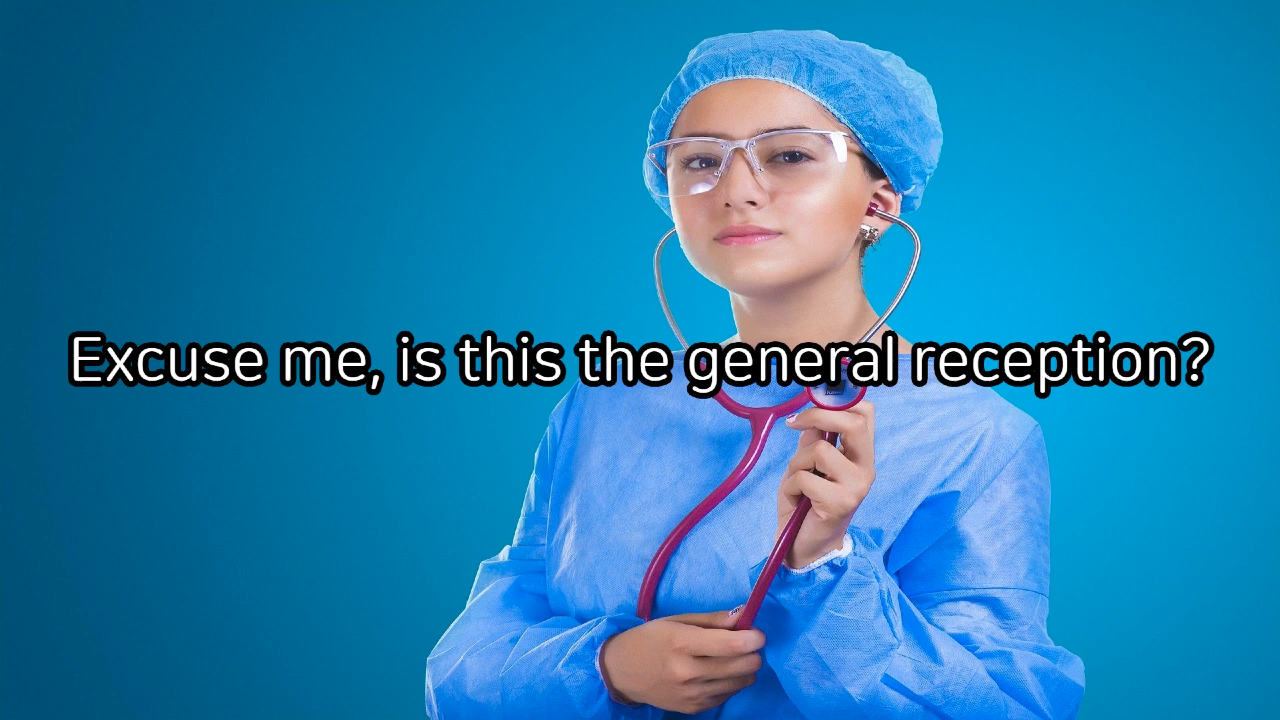 Excuse me, is this the general reception?